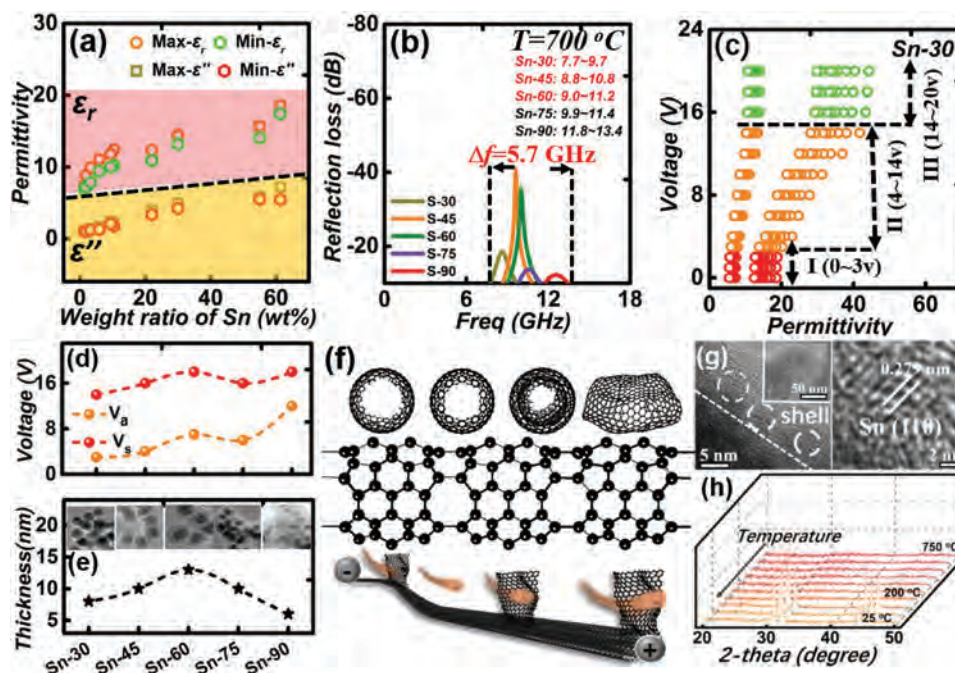 (a)
Max-εr
Min-εr
Max-ε"
Min-ε"
Permittivity
30
20
10
0
εr
ε"
0
20
40
60
Weight ratio of Sn (wt%)
(b)
T=700 °C
Sn-30: 7.7~9.7
Sn-45: 8.8~10.8
Sn-60: 9.0~11.2
Sn-75: 9.9~11.4
Sn-90: 11.8~13.4
Δf=5.7 GHz
Reflection loss (dB)
-80
-60
-40
-20
S-30
S-45
S-60
S-75
S-90
0
6
12
18
Freq (GHz)
(c)
Sn-30
Voltage (V)
24
20
16
12
8
4
0
III (14~20v)
II (4~14v)
I (0~3v)
0
20
40
60
Permittivity
(d)
Voltage (V)
16
8
0
Va
Vs
(e)
Thickness(nm)
20
15
10
5
Sn-30
Sn-45
Sn-60
Sn-75
Sn-90
(f)
-
+
(g)
50 nm
shell
5 nm
0.279 nm
Sn (110)
(h)
Temperature
750 °C
200 °C
25 °C
20
30
40
50
2-theta (degree)